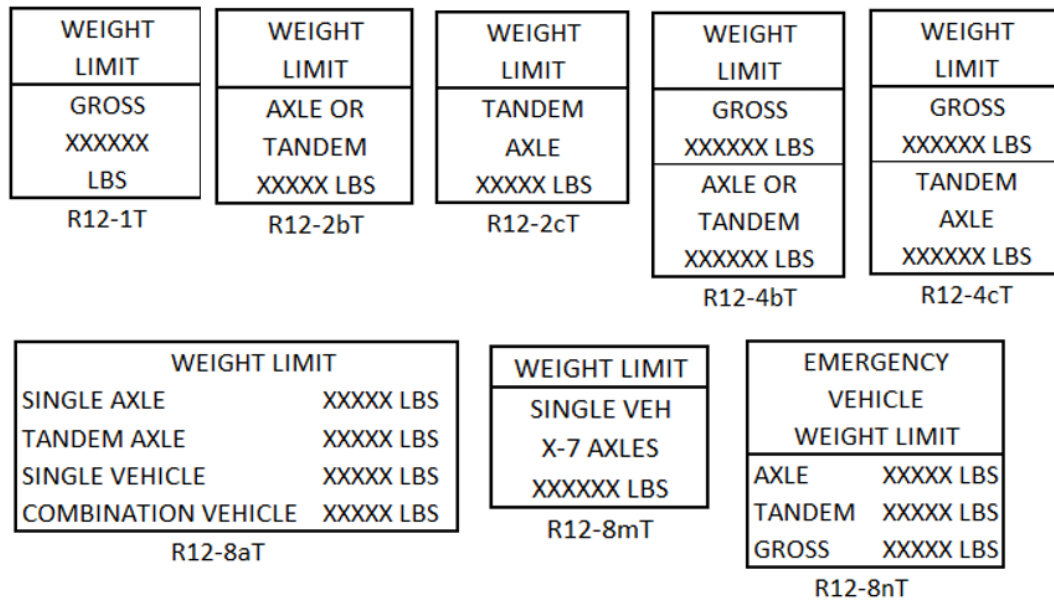 WEIGHT
LIMIT
GROSS
XXXXXX
LBS
R12-1T
WEIGHT
LIMIT
AXLE OR
TANDEM
XXXXX LBS
R12-2bT
WEIGHT
LIMIT
TANDEM
AXLE
XXXXX LBS
R12-2cT
WEIGHT
LIMIT
GROSS
XXXXXX LBS
AXLE OR
TANDEM
XXXXXX LBS
R12-4bT
WEIGHT
LIMIT
GROSS
XXXXXX LBS
TANDEM
AXLE
XXXXXX LBS
R12-4cT
WEIGHT LIMIT
SINGLE AXLE XXXXX LBS
TANDEM AXLE XXXXX LBS
SINGLE VEHICLE XXXXX LBS
COMBINATION VEHICLE XXXXX LBS
R12-8aT
WEIGHT LIMIT
SINGLE VEH
X-7 AXLES
XXXXXX LBS
R12-8mT
EMERGENCY
VEHICLE
WEIGHT LIMIT
AXLE XXXXX LBS
TANDEM XXXXX LBS
GROSS XXXXX LBS
R12-8nT